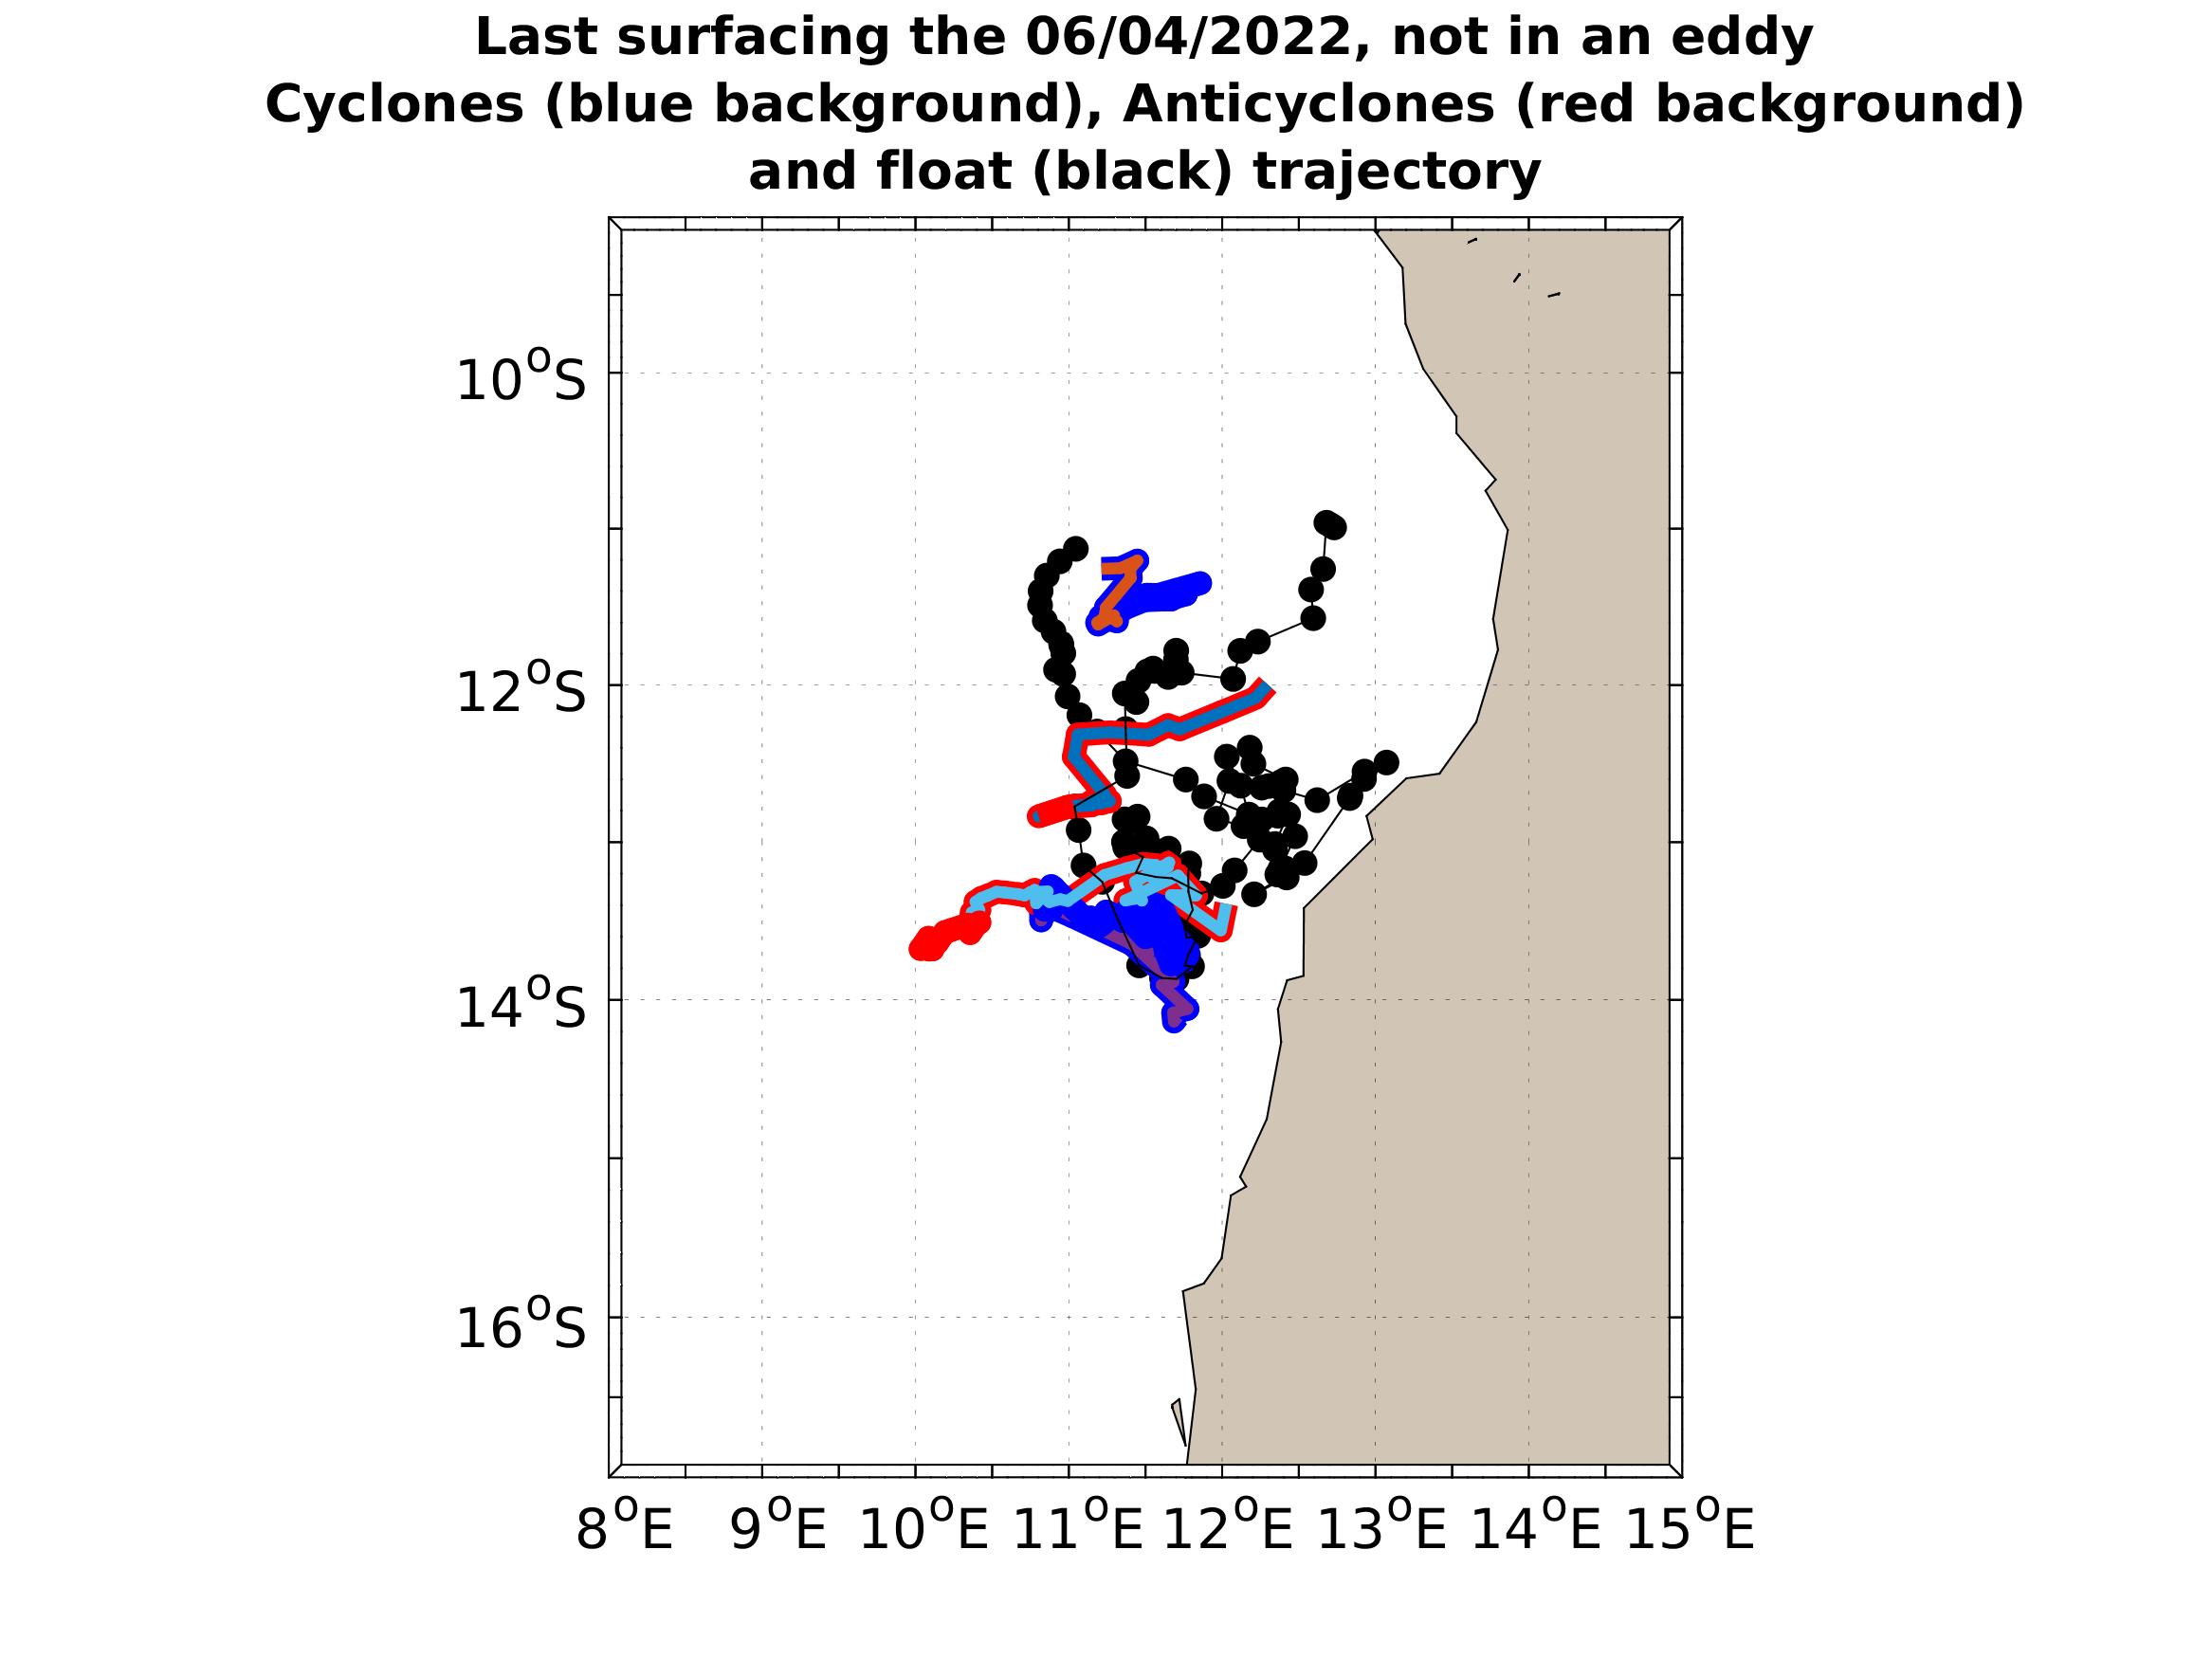 Last surfacing the 06/04/2022, not in an eddy
Cyclones (blue background), Anticyclones (red background)
and float (black) trajectory
10°S
12°S
14°S
16°S
8°E 9°E 10°E 11°E 12°E 13°E 14°E 15°E